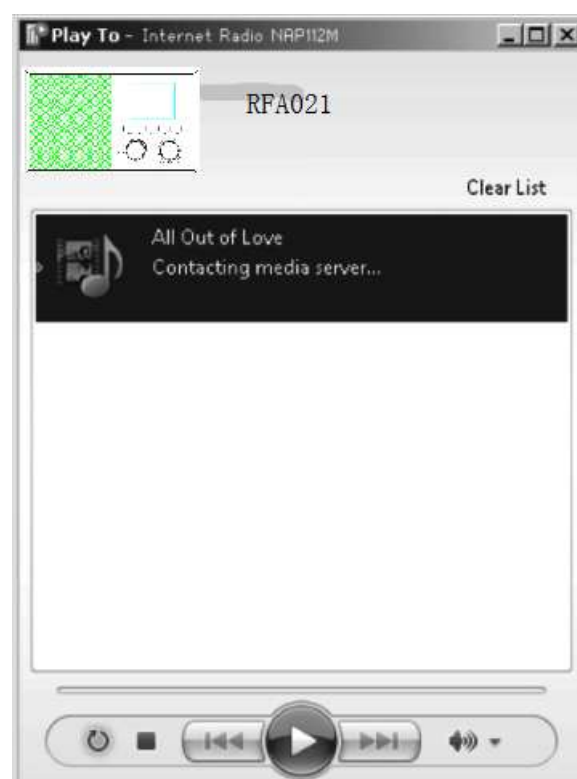 Play To - Internet Radio NAP112M
RFA021
Clear List
All Out of Love
Contacting media server...